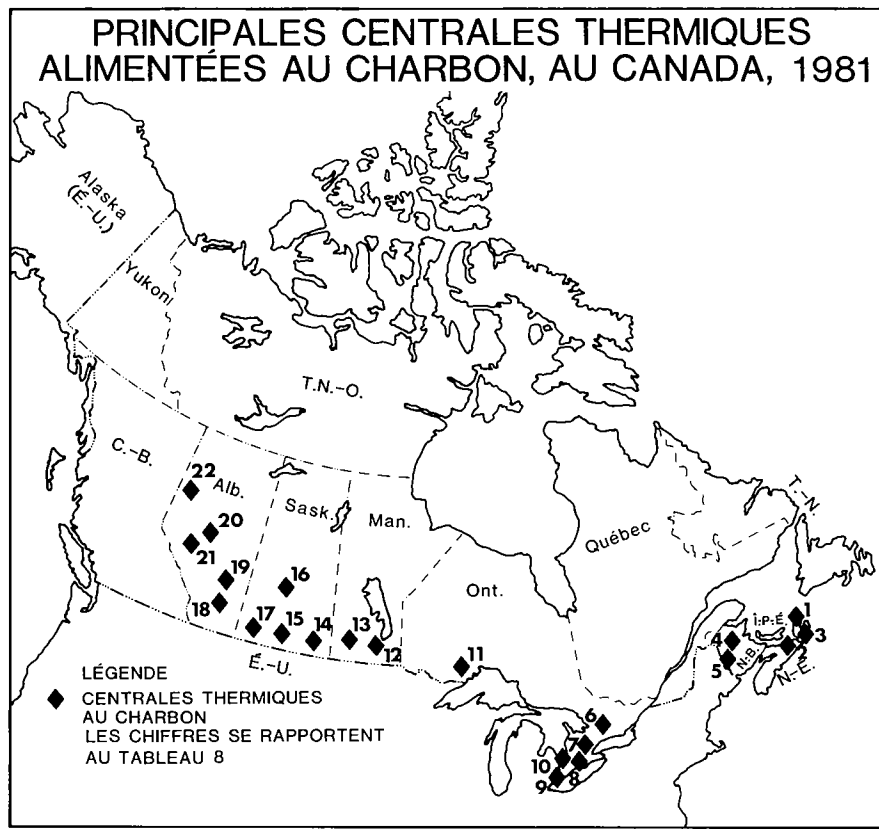 PRINCIPALES CENTRALES THERMIQUES
ALIMENTÉES AU CHARBON, AU CANADA, 1981
Alaska
(É.-U.)
Yukon
T.N.-O.
C.-B.
Alb.
Sask.
Man.
Ont.
Québec
T.-N.
Î.-P.-É.
N.-B.
N.-É.
É.-U.
22
20
21
19
18
16
17
15
14
13
12
11
1
3
2
4
5
6
7
8
10
9
LÉGENDE
CENTRALES THERMIQUES
AU CHARBON
LES CHIFFRES SE RAPPORTENT
AU TABLEAU 8